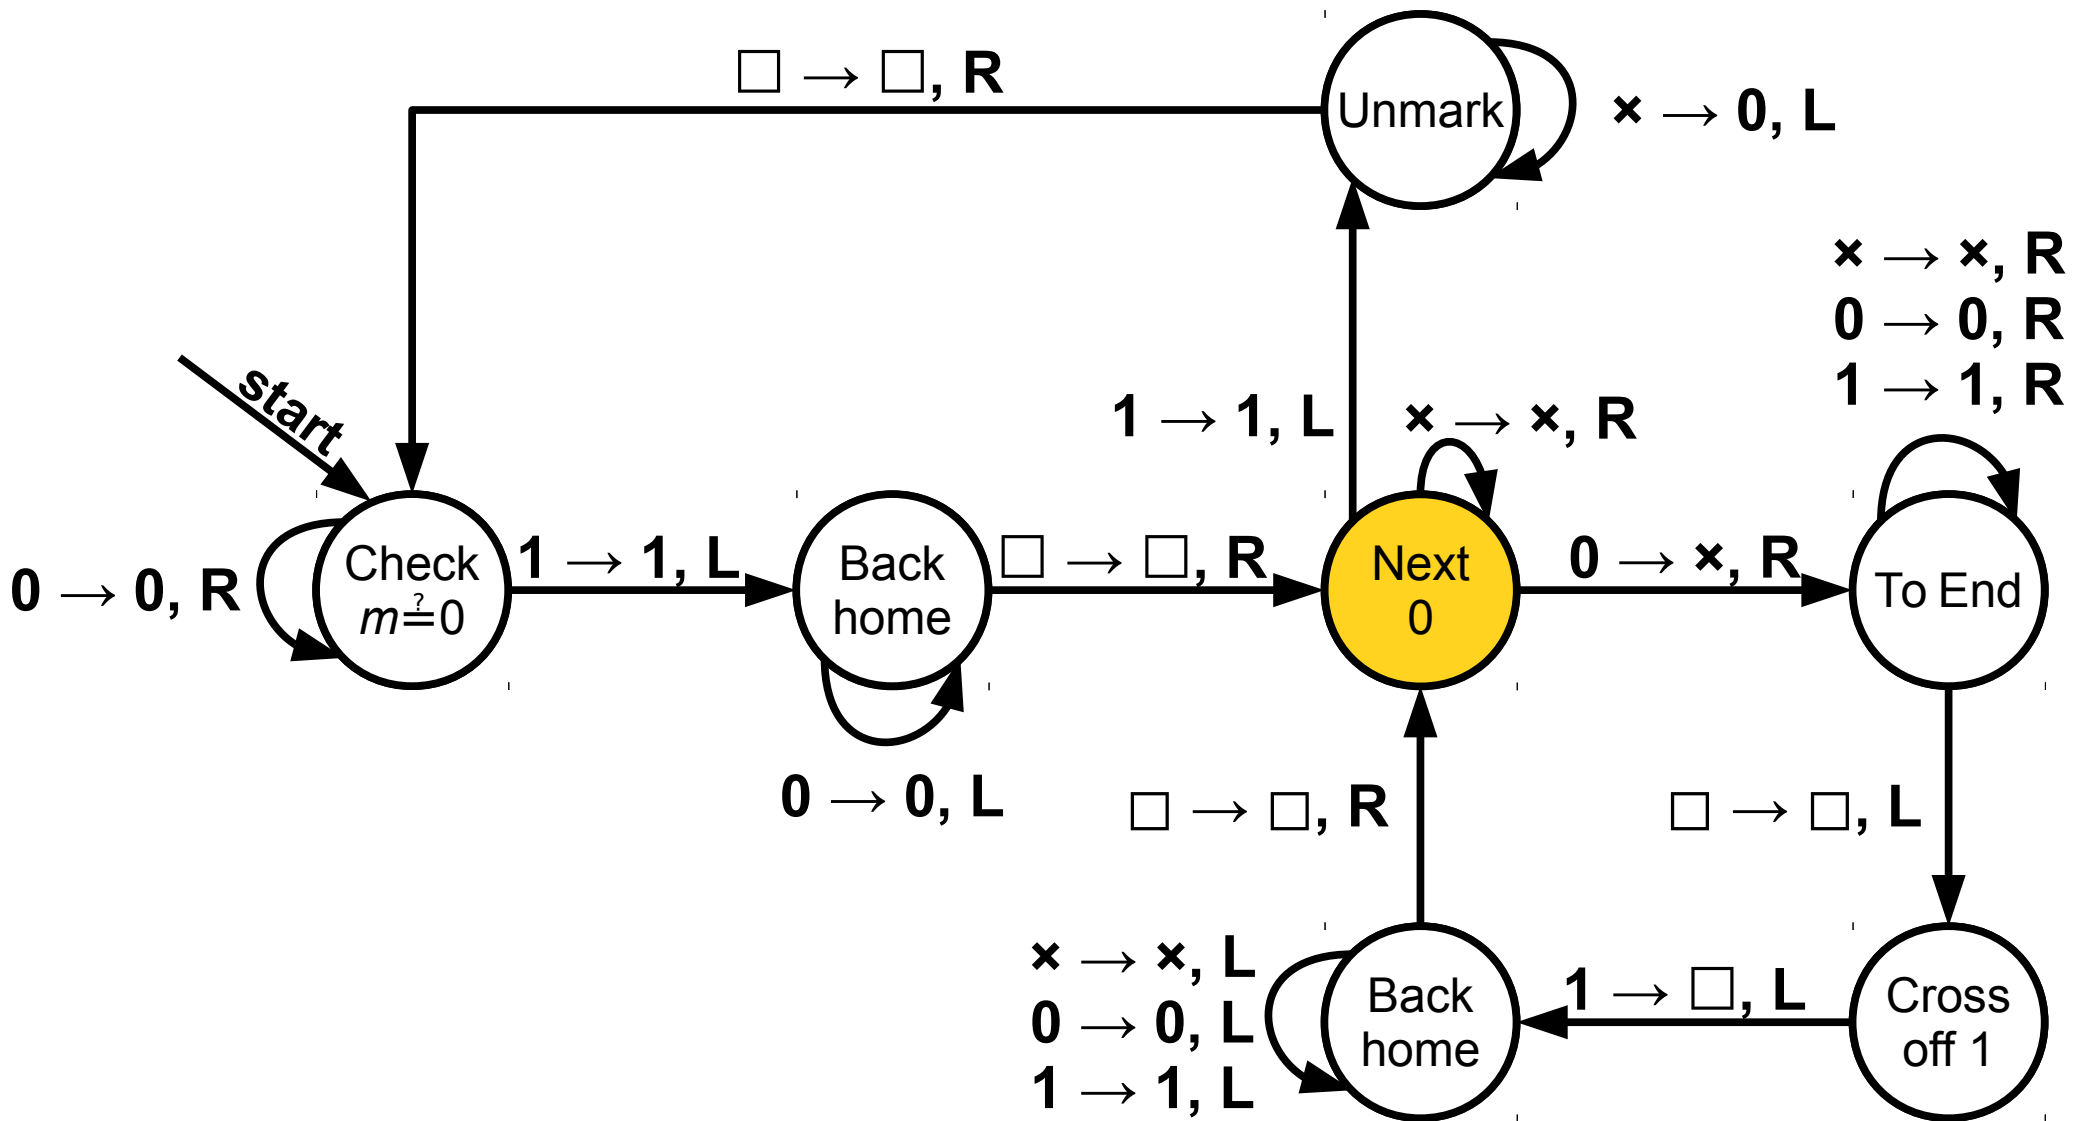 □ → □, R
Unmark
× → 0, L
× → ×, R
0 → 0, R
1 → 1, R
start
1 → 1, L
× → ×, R
0 → 0, R
Check
m≟0
1 → 1, L
Back
home
□ → □, R
Next
0
0 → ×, R
To End
0 → 0, L
□ → □, R
□ → □, L
× → ×, L
0 → 0, L
1 → 1, L
Back
home
1 → □, L
Cross
off 1